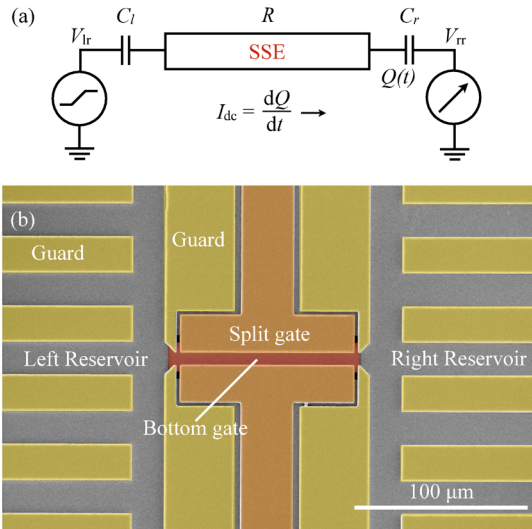 (a)
C_l
R
C_r
V_lr
SSE
V_rr
Q(t)
I_dc = dQ/dt →
(b)
Guard
Guard
Split gate
Left Reservoir
Right Reservoir
Bottom gate
100 μm